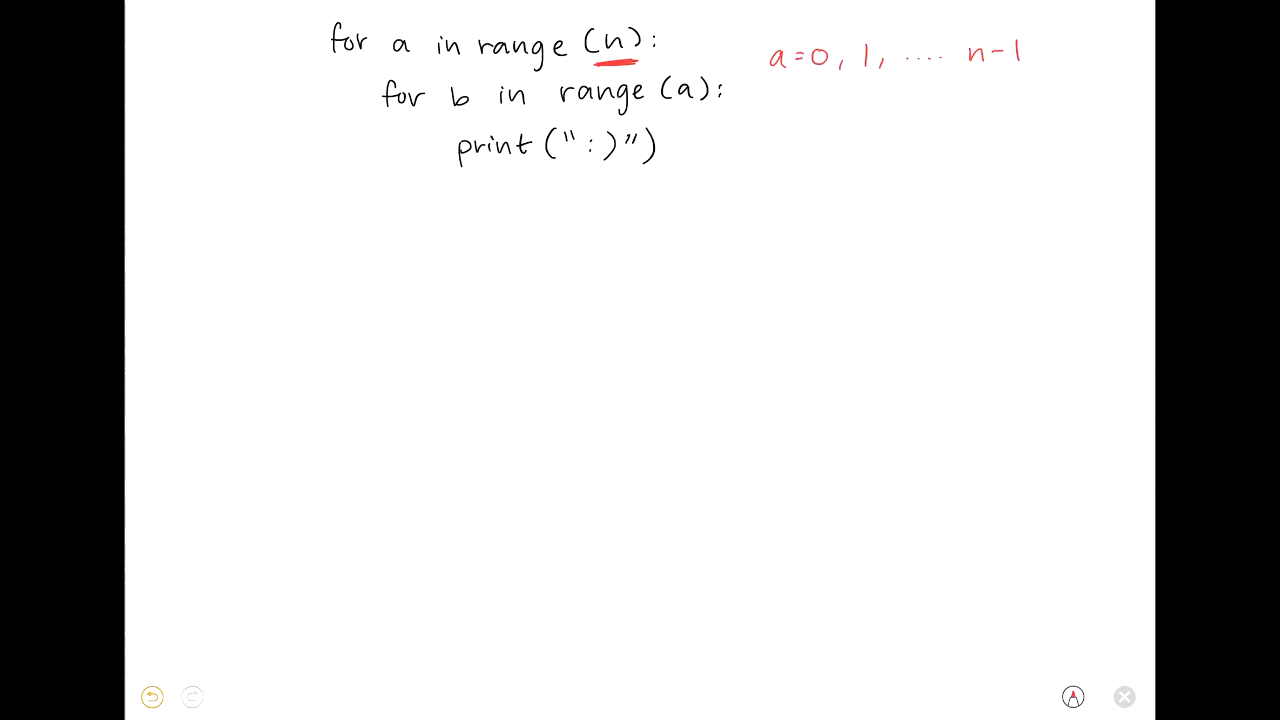 for a in range (n):
a=0, 1, .... n-1
for b in range (a):
print (":)")